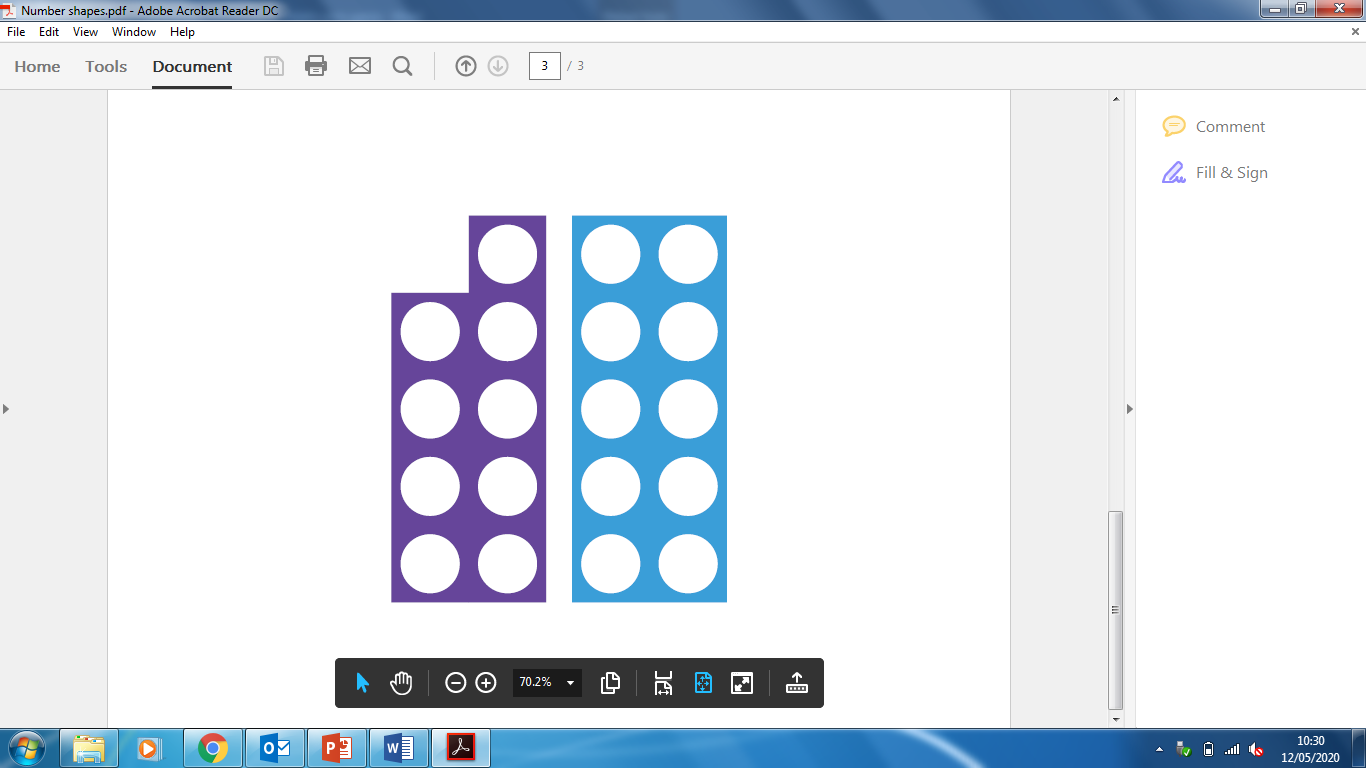 Number shapes.pdf - Adobe Acrobat Reader DC
File Edit View Window Help
Home Tools Document 3 / 3
Comment
Fill & Sign
70.2%
10:30
12/05/2020